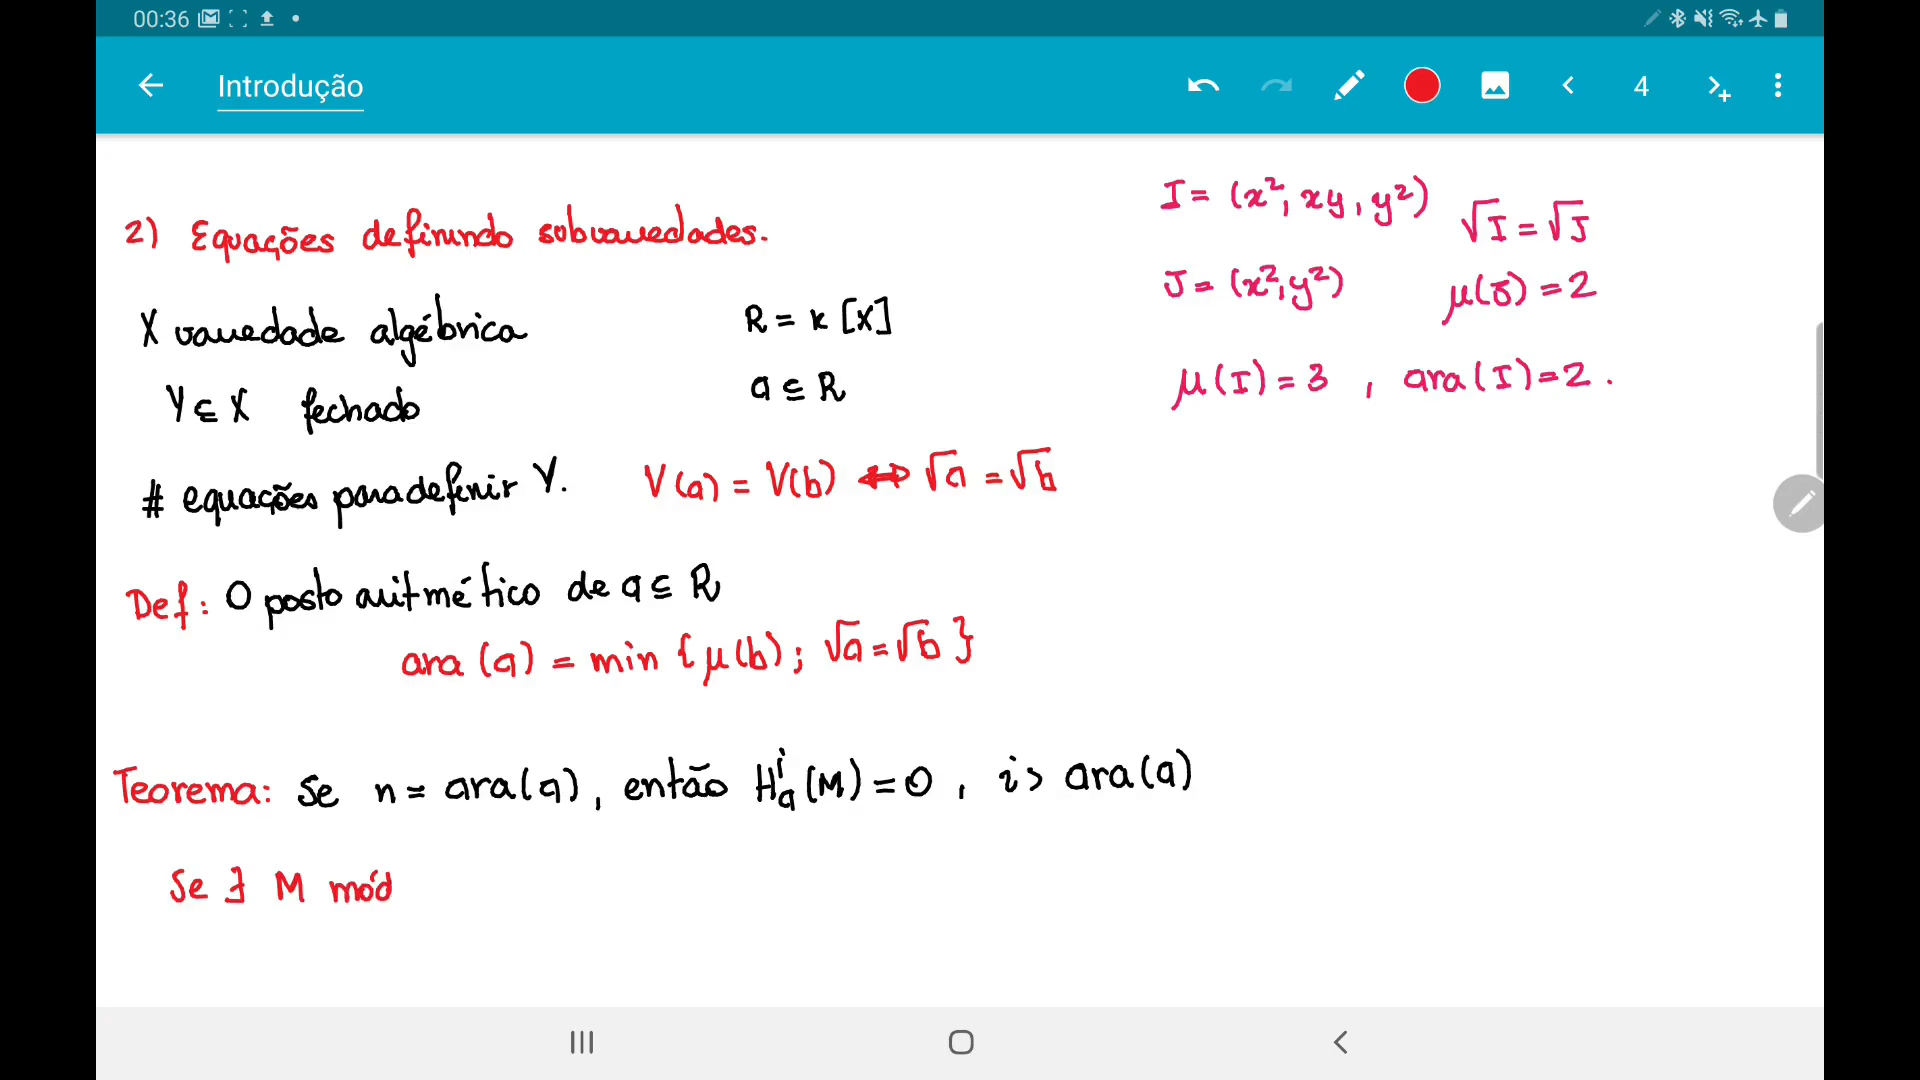 00:36
Introdução
4
2) Equações definindo subvariedades.
X variedade algébrica
R = k [X]
Y ⊆ X fechado
a ⊆ R
# equações para definir Y.
V(a) = V(b) ⇔ √a = √b
Def: O posto aritmético de a ⊆ R
ara (a) = min { μ(b) ; √a = √b }
Teorema: Se n = ara(a), então H^i_a (M) = 0 , i > ara(a)
Se ∃ M mód
I = (x², xy, y²)
√I = √J
J = (x², y²)
μ(J) = 2
μ(I) = 3 , ara(I) = 2 .